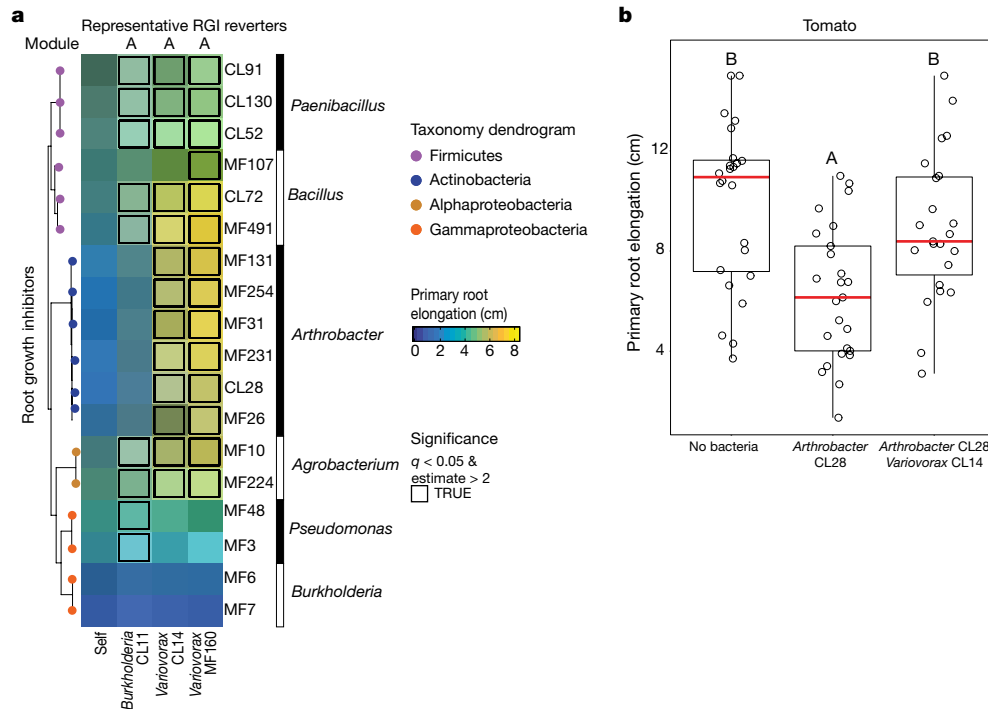 a
Representative RGI reverters
Module
A A A
Root growth inhibitors
CL91
CL130
CL52
MF107
CL72
MF491
MF131
MF254
MF31
MF231
CL28
MF26
MF10
MF224
MF48
MF3
MF6
MF7
Paenibacillus
Bacillus
Arthrobacter
Agrobacterium
Pseudomonas
Burkholderia
Self
Burkholderia
CL11
Variovorax
CL14
Variovorax
MF160
Taxonomy dendrogram
Firmicutes
Actinobacteria
Alphaproteobacteria
Gammaproteobacteria
Primary root
elongation (cm)
0 2 4 6 8
Significance
q < 0.05 &
estimate > 2
TRUE
b
Tomato
Primary root elongation (cm)
12
8
4
B
A
B
No bacteria
Arthrobacter
CL28
Arthrobacter CL28
Variovorax CL14